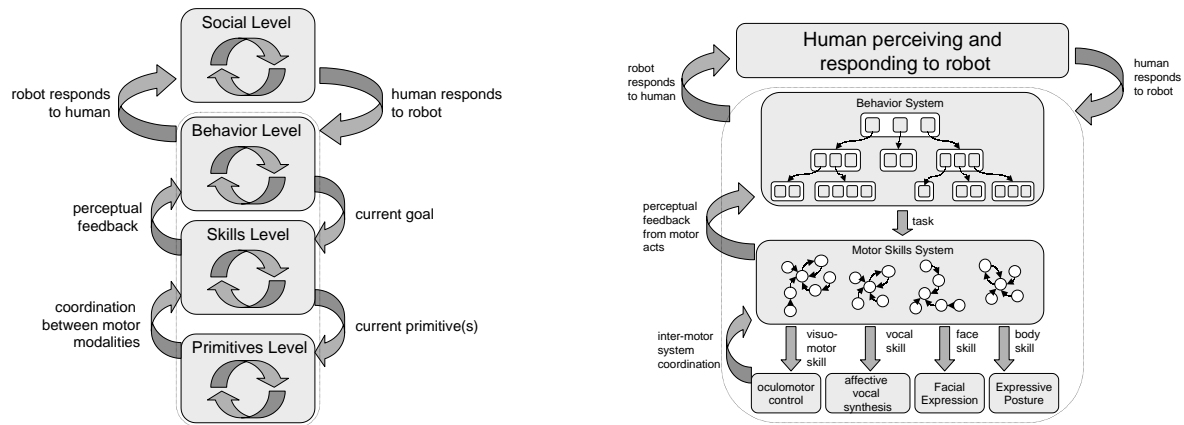 Social Level
robot responds
to human
human responds
to robot
Behavior Level
perceptual
feedback
current goal
Skills Level
coordination
between motor
modalities
current primitive(s)
Primitives Level
Human perceiving and
responding to robot
robot
responds
to human
human
responds
to robot
Behavior System
perceptual
feedback
from motor
acts
task
Motor Skills System
inter-motor
system
coordination
visuo-
motor
skill
vocal
skill
face
skill
body
skill
oculomotor
control
affective
vocal
synthesis
Facial
Expression
Expressive
Posture